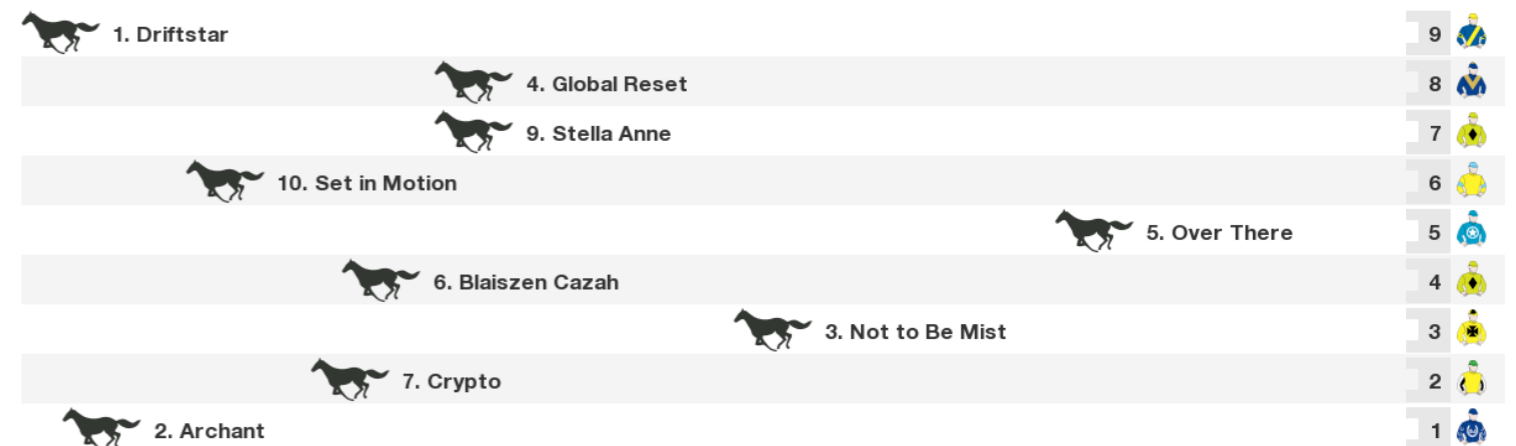 1. Driftstar 9
4. Global Reset 8
9. Stella Anne 7
10. Set in Motion 6
5. Over There 5
6. Blaiszen Cazah 4
3. Not to Be Mist 3
7. Crypto 2
2. Archant 1